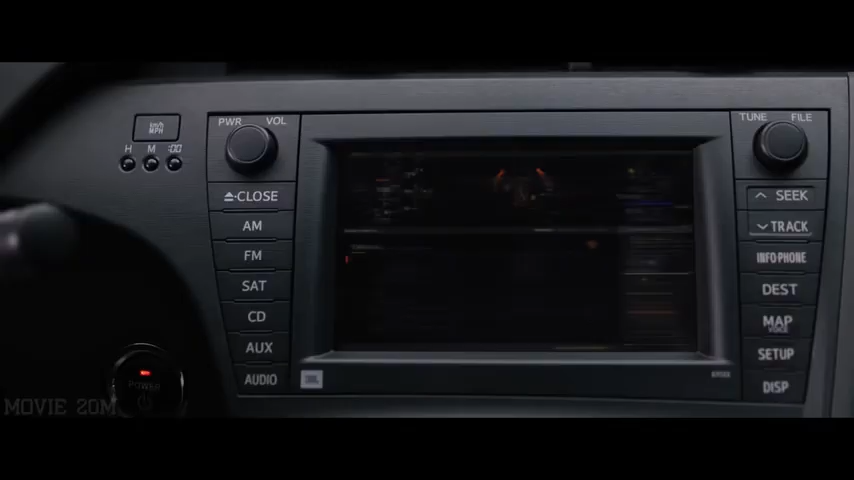 PWR VOL
TUNE FILE
km/h
MPH
H M :00
CLOSE
AM
FM
SAT
CD
AUX
AUDIO
SEEK
TRACK
INFO·PHONE
DEST
MAP
VOICE
SETUP
DISP
JBL
POWER
MOVIE ZOM